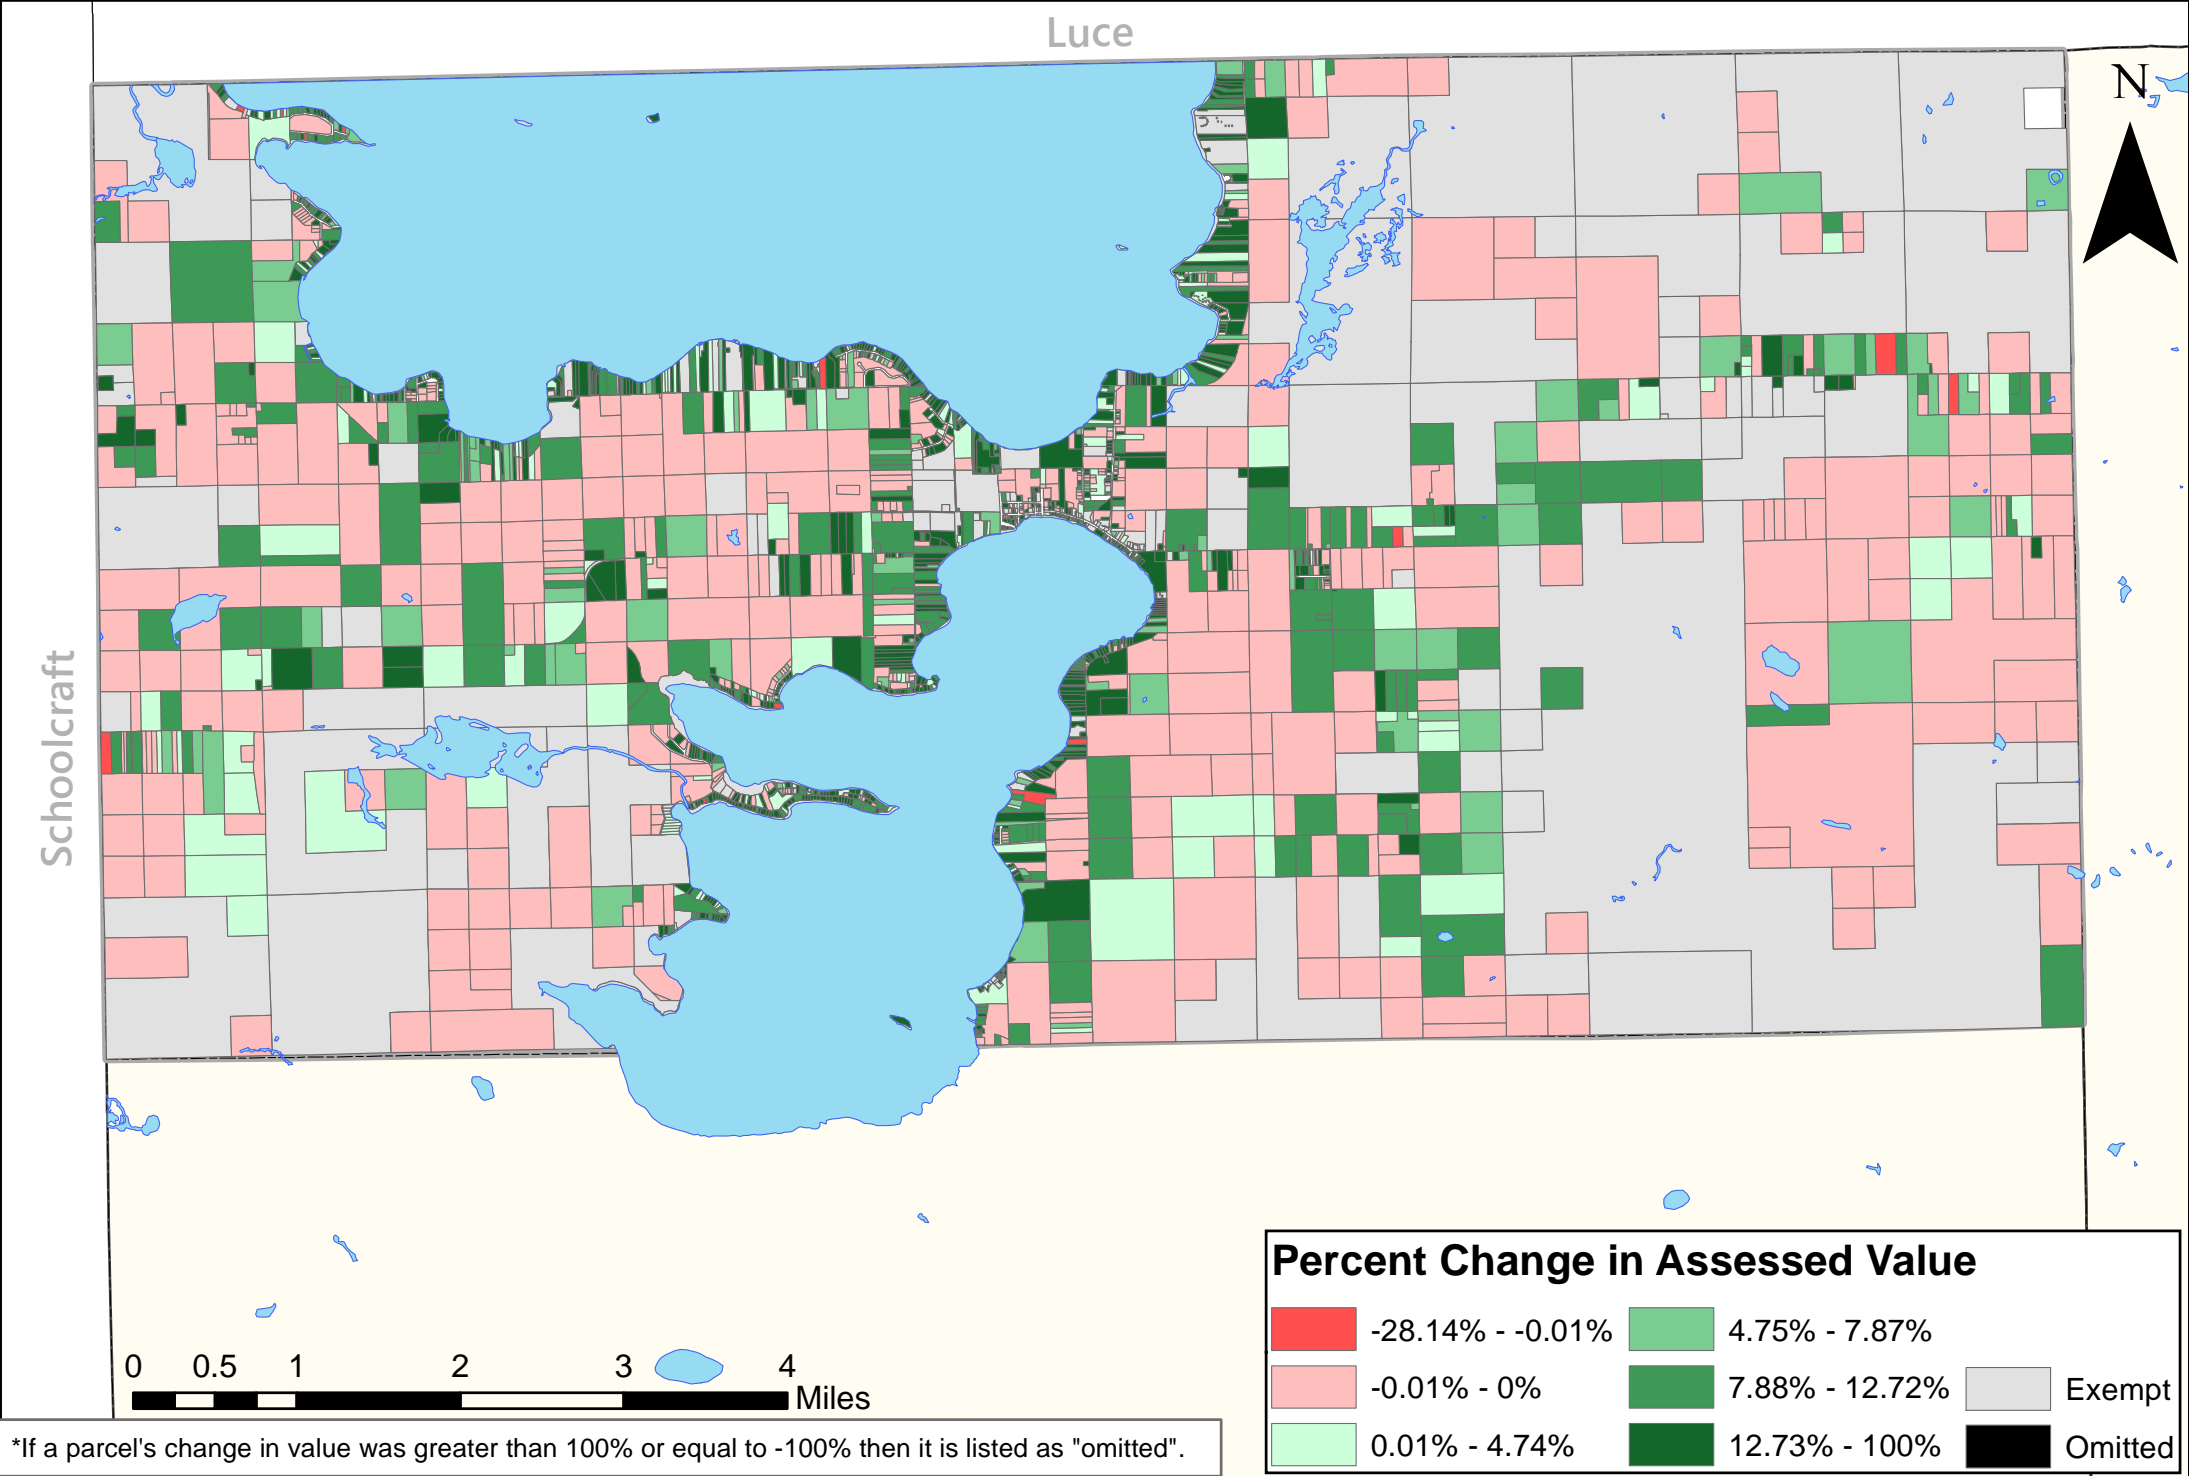 Luce
N
Schoolcraft
Percent Change in Assessed Value
-28.14% - -0.01%
4.75% - 7.87%
-0.01% - 0%
7.88% - 12.72%
Exempt
0.01% - 4.74%
12.73% - 100%
Omitted
0 0.5 1 2 3 4
Miles
*If a parcel's change in value was greater than 100% or equal to -100% then it is listed as "omitted".